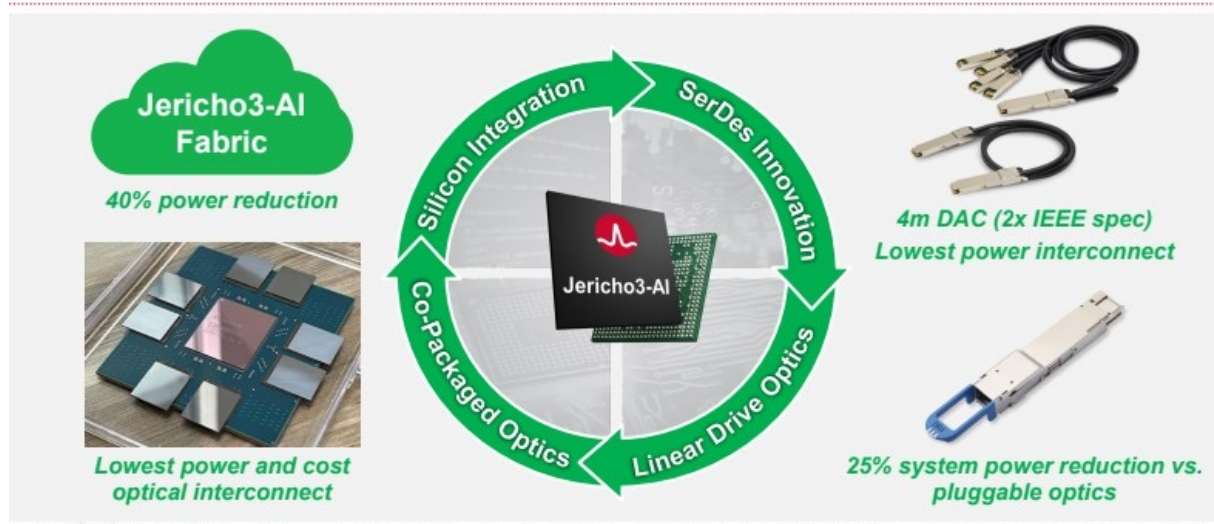 Jericho3-AI
Fabric
40% power reduction
Silicon Integration
SerDes Innovation
4m DAC (2x IEEE spec)
Lowest power interconnect
Jericho3-AI
Co-Packaged Optics
Linear Drive Optics
Lowest power and cost
optical interconnect
25% system power reduction vs.
pluggable optics